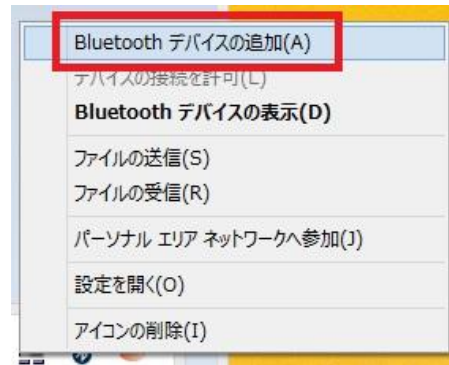 Bluetooth デバイスの追加(A)
デバイスの接続を許可(L)
Bluetooth デバイスの表示(D)
ファイルの送信(S)
ファイルの受信(R)
パーソナル エリア ネットワークへ参加(J)
設定を開く(O)
アイコンの削除(I)